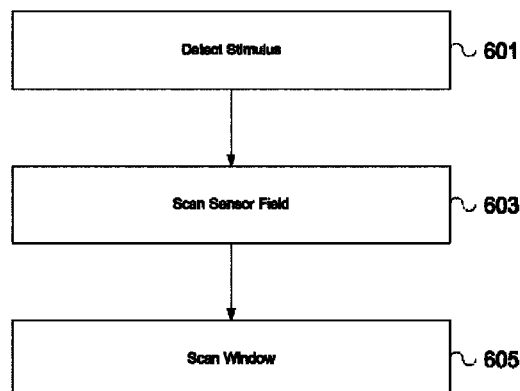 Detect Stimulus
601
Scan Sensor Field
603
Scan Window
605